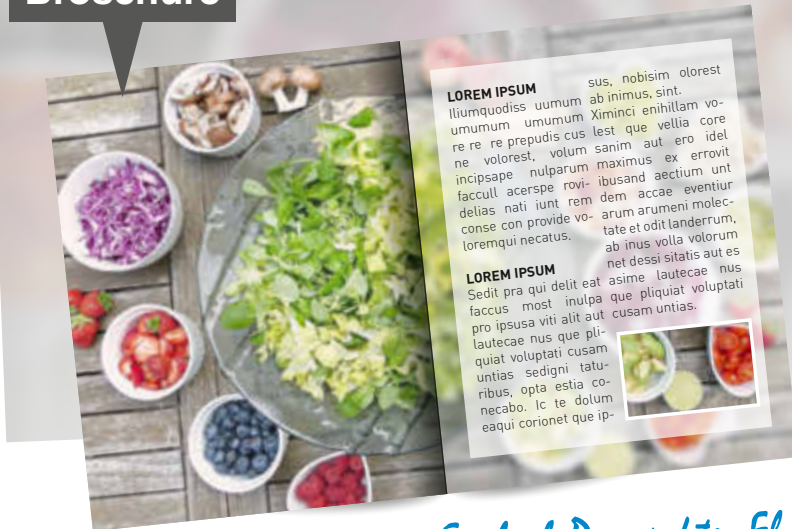 Brochure
LOREM IPSUM
Iliumquodiss uumum
umumum umumum
re re re prepudis cus
ne volorest, volum
incipsape nulparum
faccull acerspe rovi-
delias nati iunt rem
conse con provide vo-
loremqui necatus.
LOREM IPSUM
Sedit pra qui delit eat
faccus most inulpa
pro ipsusa viti alit aut
lautecae nus que pli-
quiat voluptati cusam
untias sedigni tatu-
ribus, opta estia co-
necabo. Ic te dolum
eaqui corionet que ip-
sus, nobisim olorest
ab inimus, sint.
Ximinci enihillam vo-
lest que vellia core
sanim aut ero idel
maximus ex errovit
ibusand aectium unt
dem accae eventiur
arum arumeni molec-
tate et odit landerrum,
ab inus volla volorum
net dessi sitatis aut es
asime lautecae nus
que pliquiat voluptati
cusam untias.